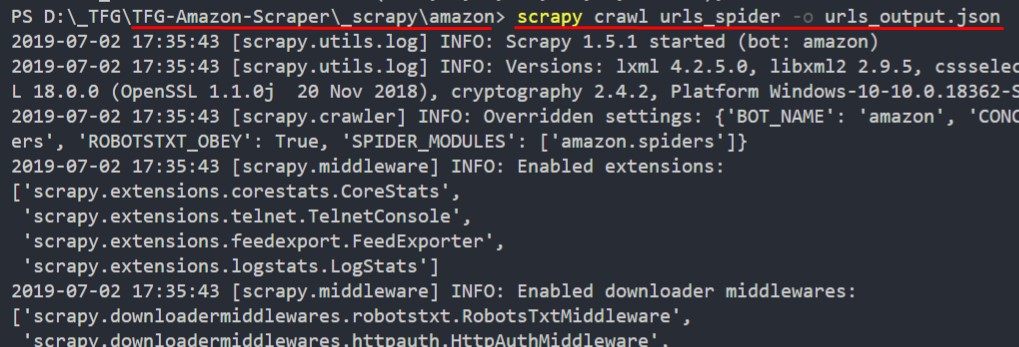 PS D:\_TFG\TFG-Amazon-Scraper\_scrapy\amazon> scrapy crawl urls_spider -o urls_output.json
2019-07-02 17:35:43 [scrapy.utils.log] INFO: Scrapy 1.5.1 started (bot: amazon)
2019-07-02 17:35:43 [scrapy.utils.log] INFO: Versions: lxml 4.2.5.0, libxml2 2.9.5, cssselec
L 18.0.0 (OpenSSL 1.1.0j  20 Nov 2018), cryptography 2.4.2, Platform Windows-10-10.0.18362-S
2019-07-02 17:35:43 [scrapy.crawler] INFO: Overridden settings: {'BOT_NAME': 'amazon', 'CONC
ers', 'ROBOTSTXT_OBEY': True, 'SPIDER_MODULES': ['amazon.spiders']}
2019-07-02 17:35:43 [scrapy.middleware] INFO: Enabled extensions:
['scrapy.extensions.corestats.CoreStats',
 'scrapy.extensions.telnet.TelnetConsole',
 'scrapy.extensions.feedexport.FeedExporter',
 'scrapy.extensions.logstats.LogStats']
2019-07-02 17:35:43 [scrapy.middleware] INFO: Enabled downloader middlewares:
['scrapy.downloadermiddlewares.robotstxt.RobotsTxtMiddleware',
 'scrapy.downloadermiddlewares.httpauth.HttpAuthMiddleware',